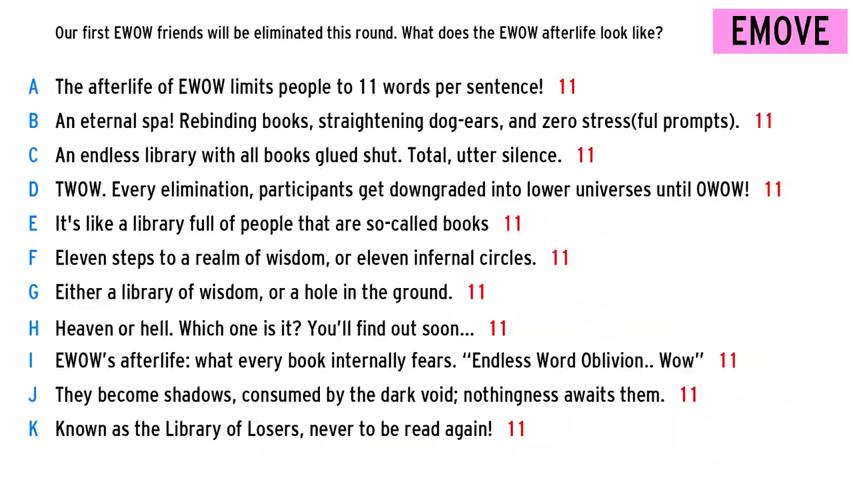 Our first EWOW friends will be eliminated this round. What does the EWOW afterlife look like?
EMOVE
A The afterlife of EWOW limits people to 11 words per sentence! 11
B An eternal spa! Rebinding books, straightening dog-ears, and zero stress(ful prompts). 11
C An endless library with all books glued shut. Total, utter silence. 11
D TWOW. Every elimination, participants get downgraded into lower universes until OWOW! 11
E It's like a library full of people that are so-called books 11
F Eleven steps to a realm of wisdom, or eleven infernal circles. 11
G Either a library of wisdom, or a hole in the ground. 11
H Heaven or hell. Which one is it? You’ll find out soon... 11
I EWOW’s afterlife: what every book internally fears. “Endless Word Oblivion.. Wow” 11
J They become shadows, consumed by the dark void; nothingness awaits them. 11
K Known as the Library of Losers, never to be read again! 11